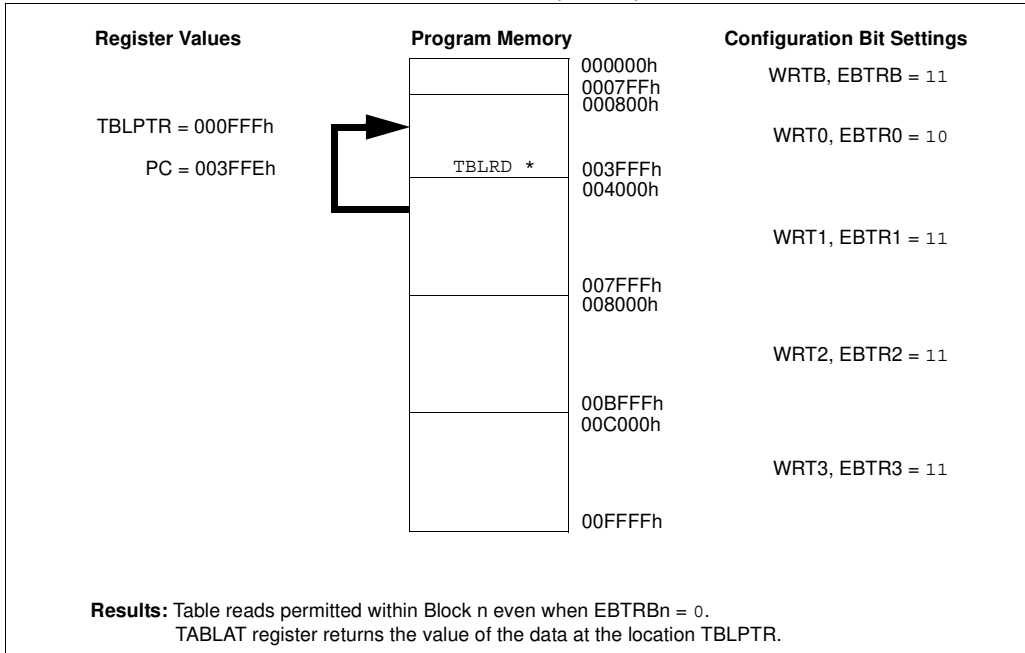 Register Values Program Memory Configuration Bit Settings
000000h
WRTB, EBTRB = 11
0007FFh
000800h
TBLPTR = 000FFFh
WRT0, EBTR0 = 10
PC = 003FFEh
TBLRD *
003FFFh
004000h
WRT1, EBTR1 = 11
007FFFh
008000h
WRT2, EBTR2 = 11
00BFFFh
00C000h
WRT3, EBTR3 = 11
00FFFFh
Results: Table reads permitted within Block n even when EBTRBn = 0.
TABLAT register returns the value of the data at the location TBLPTR.